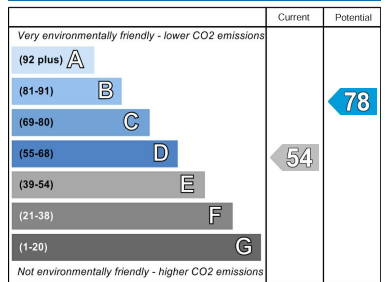 Current Potential
Very environmentally friendly - lower CO2 emissions
(92 plus) A
(81-91) B
78
(69-80) C
(55-68) D
54
(39-54) E
(21-38) F
(1-20) G
Not environmentally friendly - higher CO2 emissions